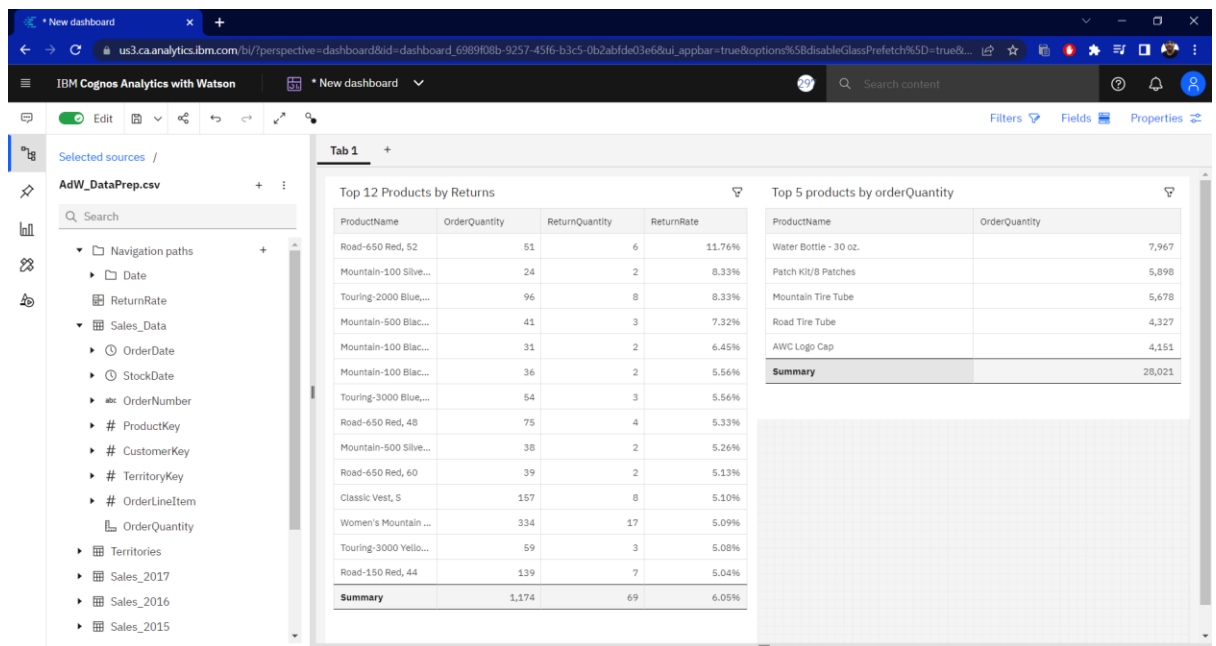 * New dashboard
us3.ca.analytics.ibm.com/bi/?perspective=dashboard&id=dashboard_6989f08b-9257-45f6-b3c5-0b2abfde03e6&ui_appbar=true&options%5BdisableGlassPrefetch%5D=true&...
IBM Cognos Analytics with Watson * New dashboard 297 Search content
Edit Filters Fields Properties
Selected sources / Tab 1 +
AdW_DataPrep.csv
Search
Navigation paths
Date
ReturnRate
Sales_Data
OrderDate
StockDate
abc OrderNumber
# ProductKey
# CustomerKey
# TerritoryKey
# OrderLineItem
OrderQuantity
Territories
Sales_2017
Sales_2016
Sales_2015
Top 12 Products by Returns
ProductName OrderQuantity ReturnQuantity ReturnRate
Road-650 Red, 52 51 6 11.76%
Mountain-100 Silve... 24 2 8.33%
Touring-2000 Blue,... 96 8 8.33%
Mountain-500 Blac... 41 3 7.32%
Mountain-100 Blac... 31 2 6.45%
Mountain-100 Blac... 36 2 5.56%
Touring-3000 Blue,... 54 3 5.56%
Road-650 Red, 48 75 4 5.33%
Mountain-500 Silve... 38 2 5.26%
Road-650 Red, 60 39 2 5.13%
Classic Vest, S 157 8 5.10%
Women's Mountain ... 334 17 5.09%
Touring-3000 Yello... 59 3 5.08%
Road-150 Red, 44 139 7 5.04%
Summary 1,174 69 6.05%
Top 5 products by orderQuantity
ProductName OrderQuantity
Water Bottle - 30 oz. 7,967
Patch Kit/8 Patches 5,898
Mountain Tire Tube 5,678
Road Tire Tube 4,327
AWC Logo Cap 4,151
Summary 28,021